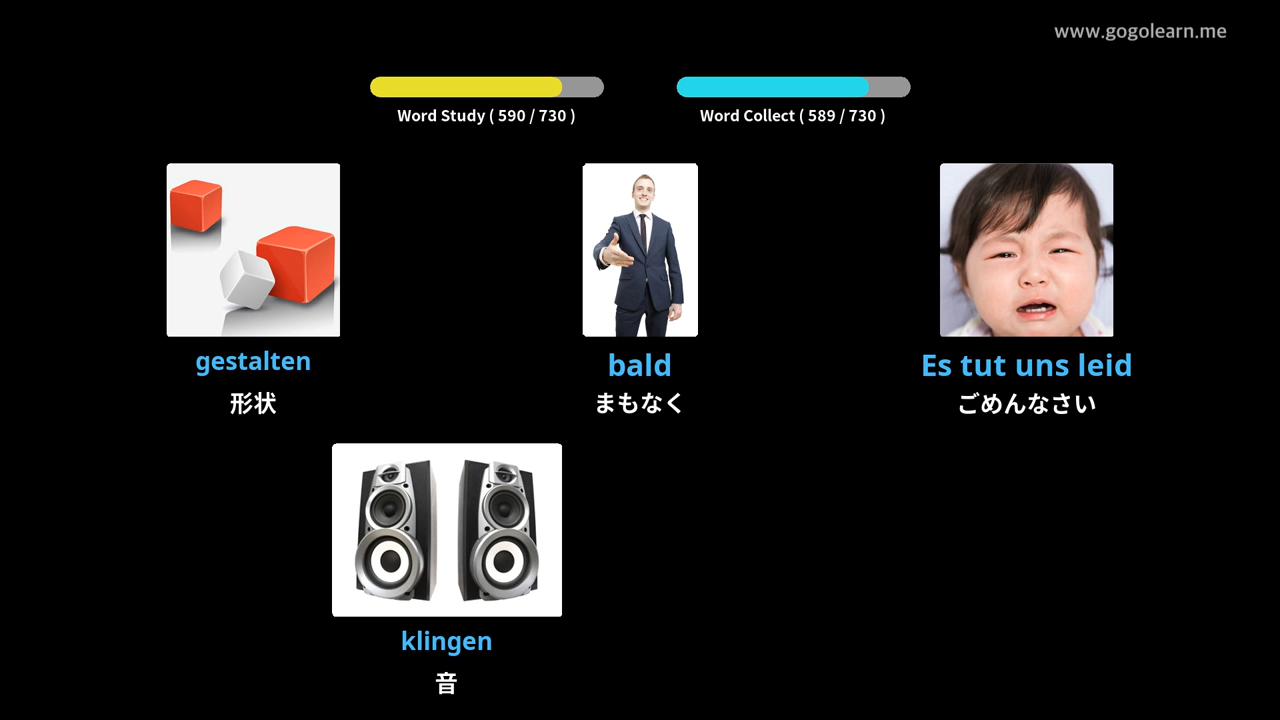 www.gogolearn.me
Word Study ( 590 / 730 )
Word Collect ( 589 / 730 )
gestalten
形状
bald
まもなく
Es tut uns leid
ごめんなさい
klingen
音